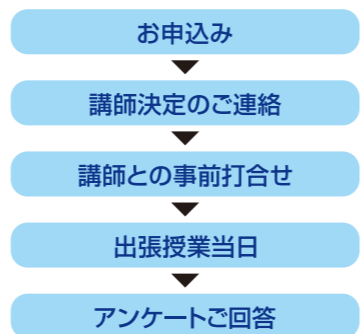 お申込み
講師決定のご連絡
講師との事前打合せ
出張授業当日
アンケートご回答